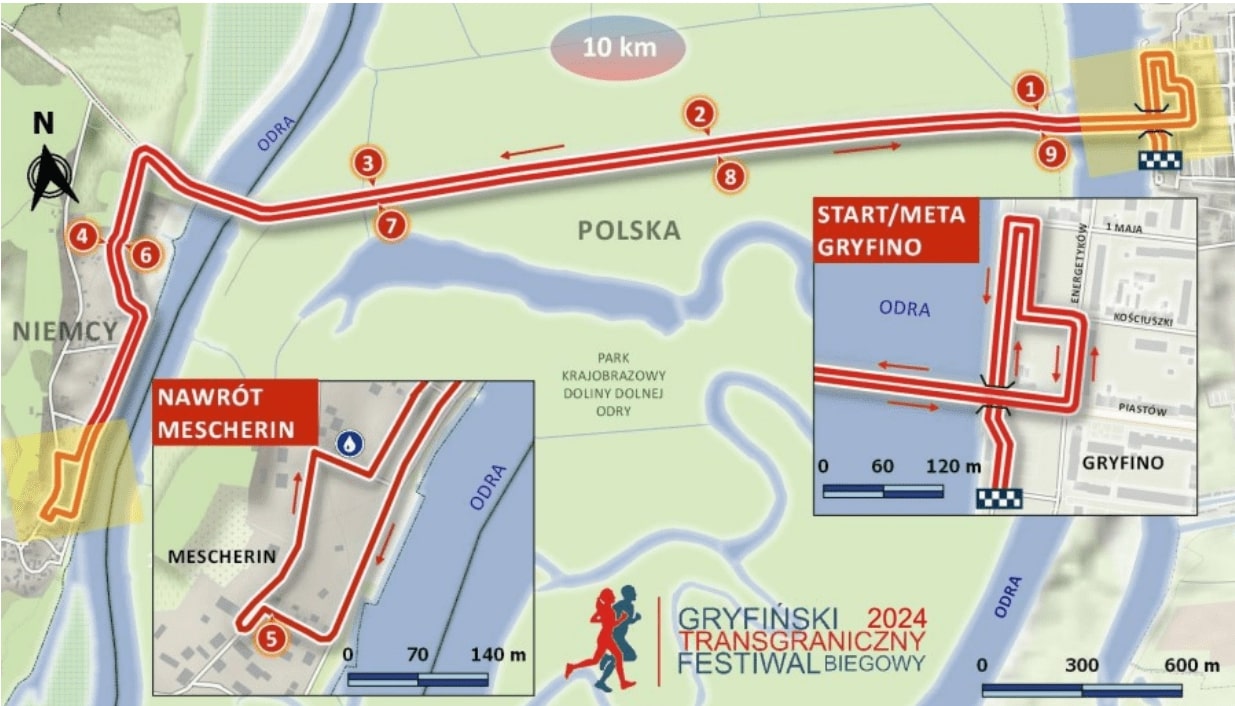 10 km
N
ODRA
1
2
3
8
9
7
4
6
POLSKA
NIEMCY
PARK
KRAJOBRAZOWY
DOLINY DOLNEJ
ODRY
START/META
GRYFINO
1 MAJA
ENERGETYKÓW
ODRA
KOŚCIUSZKI
PIASTÓW
GRYFINO
0 60 120 m
NAWRÓT
MESCHERIN
ODRA
MESCHERIN
5
0 70 140 m
ODRA
GRYFIŃSKI 2024
TRANSGRANICZNY
FESTIWAL BIEGOWY
0 300 600 m